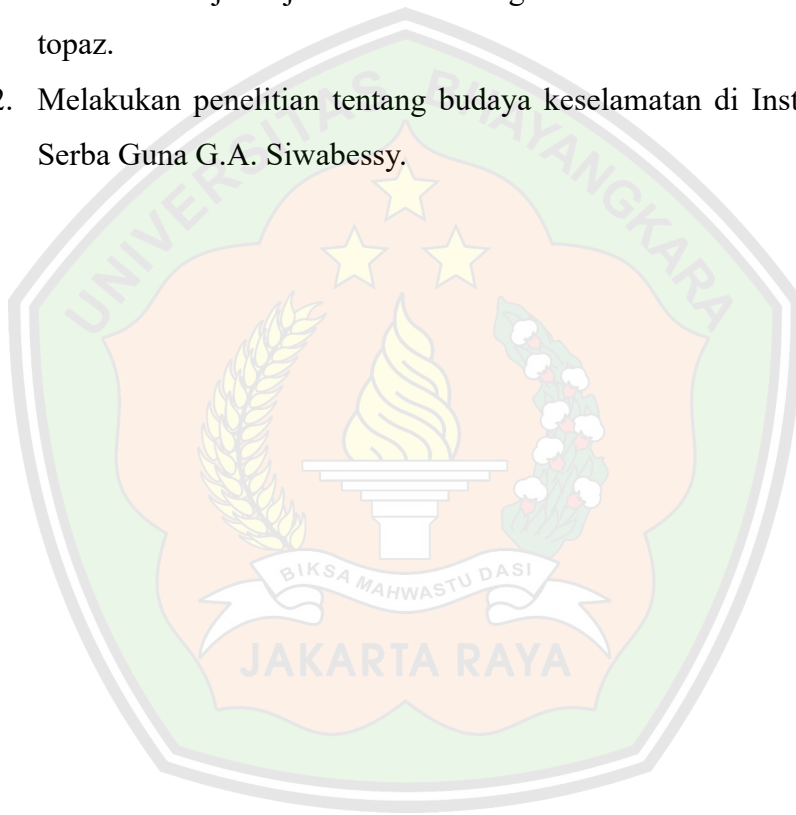 topaz.
2. Melakukan penelitian tentang budaya keselamatan di Inst
Serba Guna G.A. Siwabessy.
UNIVERSITAS BHAYANGKARA
BIKSA MAHWASTU DASI
JAKARTA RAYA